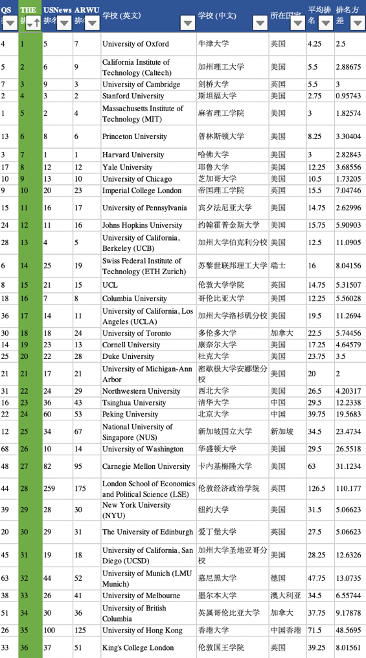 QS THE USNews ARWU 学校 (英文) 学校 (中文) 所在国家 平均排名 排名方差
4 1 5 7 University of Oxford 牛津大学 英国 4.25 2.5
5 2 6 9 California Institute of Technology (Caltech) 加州理工大学 美国 5.5 2.88675
7 3 9 3 University of Cambridge 剑桥大学 英国 5.5 3
2 4 3 2 Stanford University 斯坦福大学 美国 2.75 0.95743
1 5 2 4 Massachusetts Institute of Technology (MIT) 麻省理工学院 美国 3 1.82574
13 6 8 6 Princeton University 普林斯顿大学 美国 8.25 3.30404
3 7 1 1 Harvard University 哈佛大学 美国 3 2.82843
17 8 12 12 Yale University 耶鲁大学 美国 12.25 3.68556
10 9 13 10 University of Chicago 芝加哥大学 美国 10.5 1.73205
9 10 20 23 Imperial College London 帝国理工学院 英国 15.5 7.04746
15 11 16 17 University of Pennsylvania 宾夕法尼亚大学 美国 14.75 2.62996
24 12 11 16 Johns Hopkins University 约翰霍普金斯大学 美国 15.75 5.90903
28 13 4 5 University of California, Berkeley (UCB) 加州大学伯克利分校 美国 12.5 11.0905
6 14 25 19 Swiss Federal Institute of Technology (ETH Zurich) 苏黎世联邦理工大学 瑞士 16 8.04156
8 15 21 15 UCL 伦敦大学学院 英国 14.75 5.31507
18 16 7 8 Columbia University 哥伦比亚大学 美国 12.25 5.56028
36 17 14 11 University of California, Los Angeles (UCLA) 加州大学洛杉矶分校 美国 19.5 11.2694
30 18 18 24 University of Toronto 多伦多大学 加拿大 22.5 5.74456
14 19 23 13 Cornell University 康奈尔大学 美国 17.25 4.64579
25 20 22 28 Duke University 杜克大学 美国 23.75 3.5
21 21 17 21 University of Michigan-Ann Arbor 密歇根大学安娜堡分校 美国 20 2
31 22 24 29 Northwestern University 西北大学 美国 26.5 4.20317
16 23 36 43 Tsinghua University 清华大学 中国 29.5 12.2338
22 24 60 53 Peking University 北京大学 中国 39.75 19.5683
12 25 34 67 National University of Singapore (NUS) 新加坡国立大学 新加坡 34.5 23.4734
68 26 10 14 University of Washington 华盛顿大学 美国 29.5 26.5518
48 27 82 95 Carnegie Mellon University 卡内基梅隆大学 美国 63 31.1234
44 28 259 175 London School of Economics and Political Science (LSE) 伦敦经济政治学院 英国 126.5 110.177
39 29 28 30 New York University (NYU) 纽约大学 美国 31.5 5.06623
20 30 29 31 The University of Edinburgh 爱丁堡大学 英国 27.5 5.06623
45 31 19 18 University of California, San Diego (UCSD) 加州大学圣地亚哥分校 美国 28.25 12.6326
63 32 44 52 University of Munich (LMU Munich) 慕尼黑大学 德国 47.75 13.0735
38 33 26 41 University of Melbourne 墨尔本大学 澳大利亚 34.5 6.55744
51 34 30 36 University of British Columbia 英属哥伦比亚大学 加拿大 37.75 9.17878
26 35 100 125 University of Hong Kong 香港大学 中国香港 71.5 48.5695
33 36 37 51 King's College London 伦敦国王学院 英国 39.25 8.01561